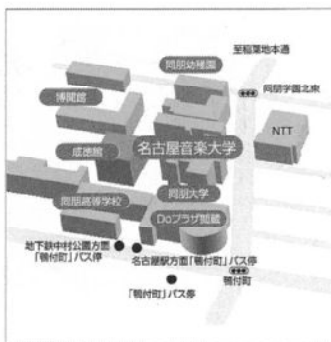 至稲葉地本通
同朋幼稚園
同朋学園北東
博聞館
NTT
成徳館
名古屋音楽大学
同朋高等学校
同朋大学
Doプラザ閲蔵
地下鉄中村公園方面
「鴨付町」バス停
名古屋駅方面「鴨付町」バス停
「鴨付町」バス停
鴨付町